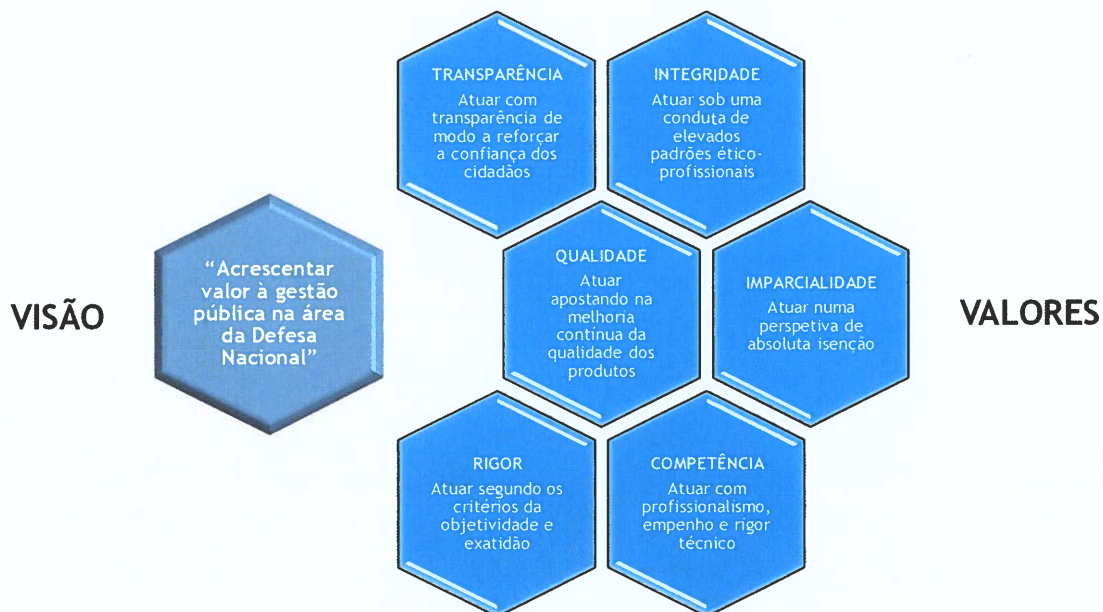 VISÃO
“Acrescentar
valor à gestão
pública na área
da Defesa
Nacional”
TRANSPARÊNCIA
Atuar com
transparência de
modo a reforçar
a confiança dos
cidadãos
INTEGRIDADE
Atuar sob uma
conduta de
elevados
padrões ético-
profissionais
QUALIDADE
Atuar
apostando na
melhoria
contínua da
qualidade dos
produtos
IMPARCIALIDADE
Atuar numa
perspetiva de
absoluta isenção
RIGOR
Atuar segundo os
critérios da
objetividade e
exatidão
COMPETÊNCIA
Atuar com
profissionalismo,
empenho e rigor
técnico
VALORES